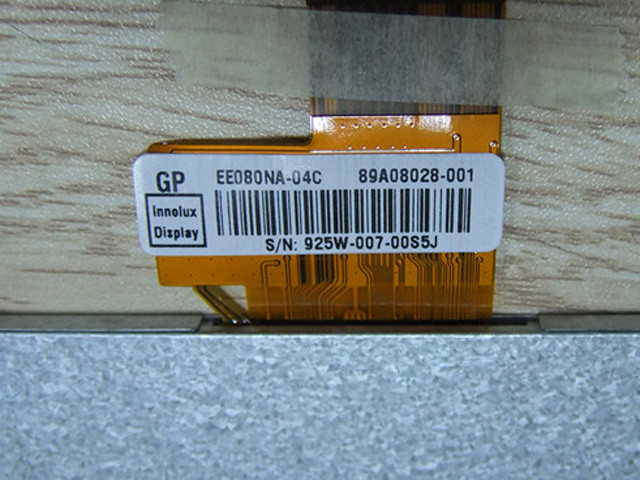 GP EE080NA-04C 89A08028-001
Innolux
Display
S/N: 925W-007-00S5J